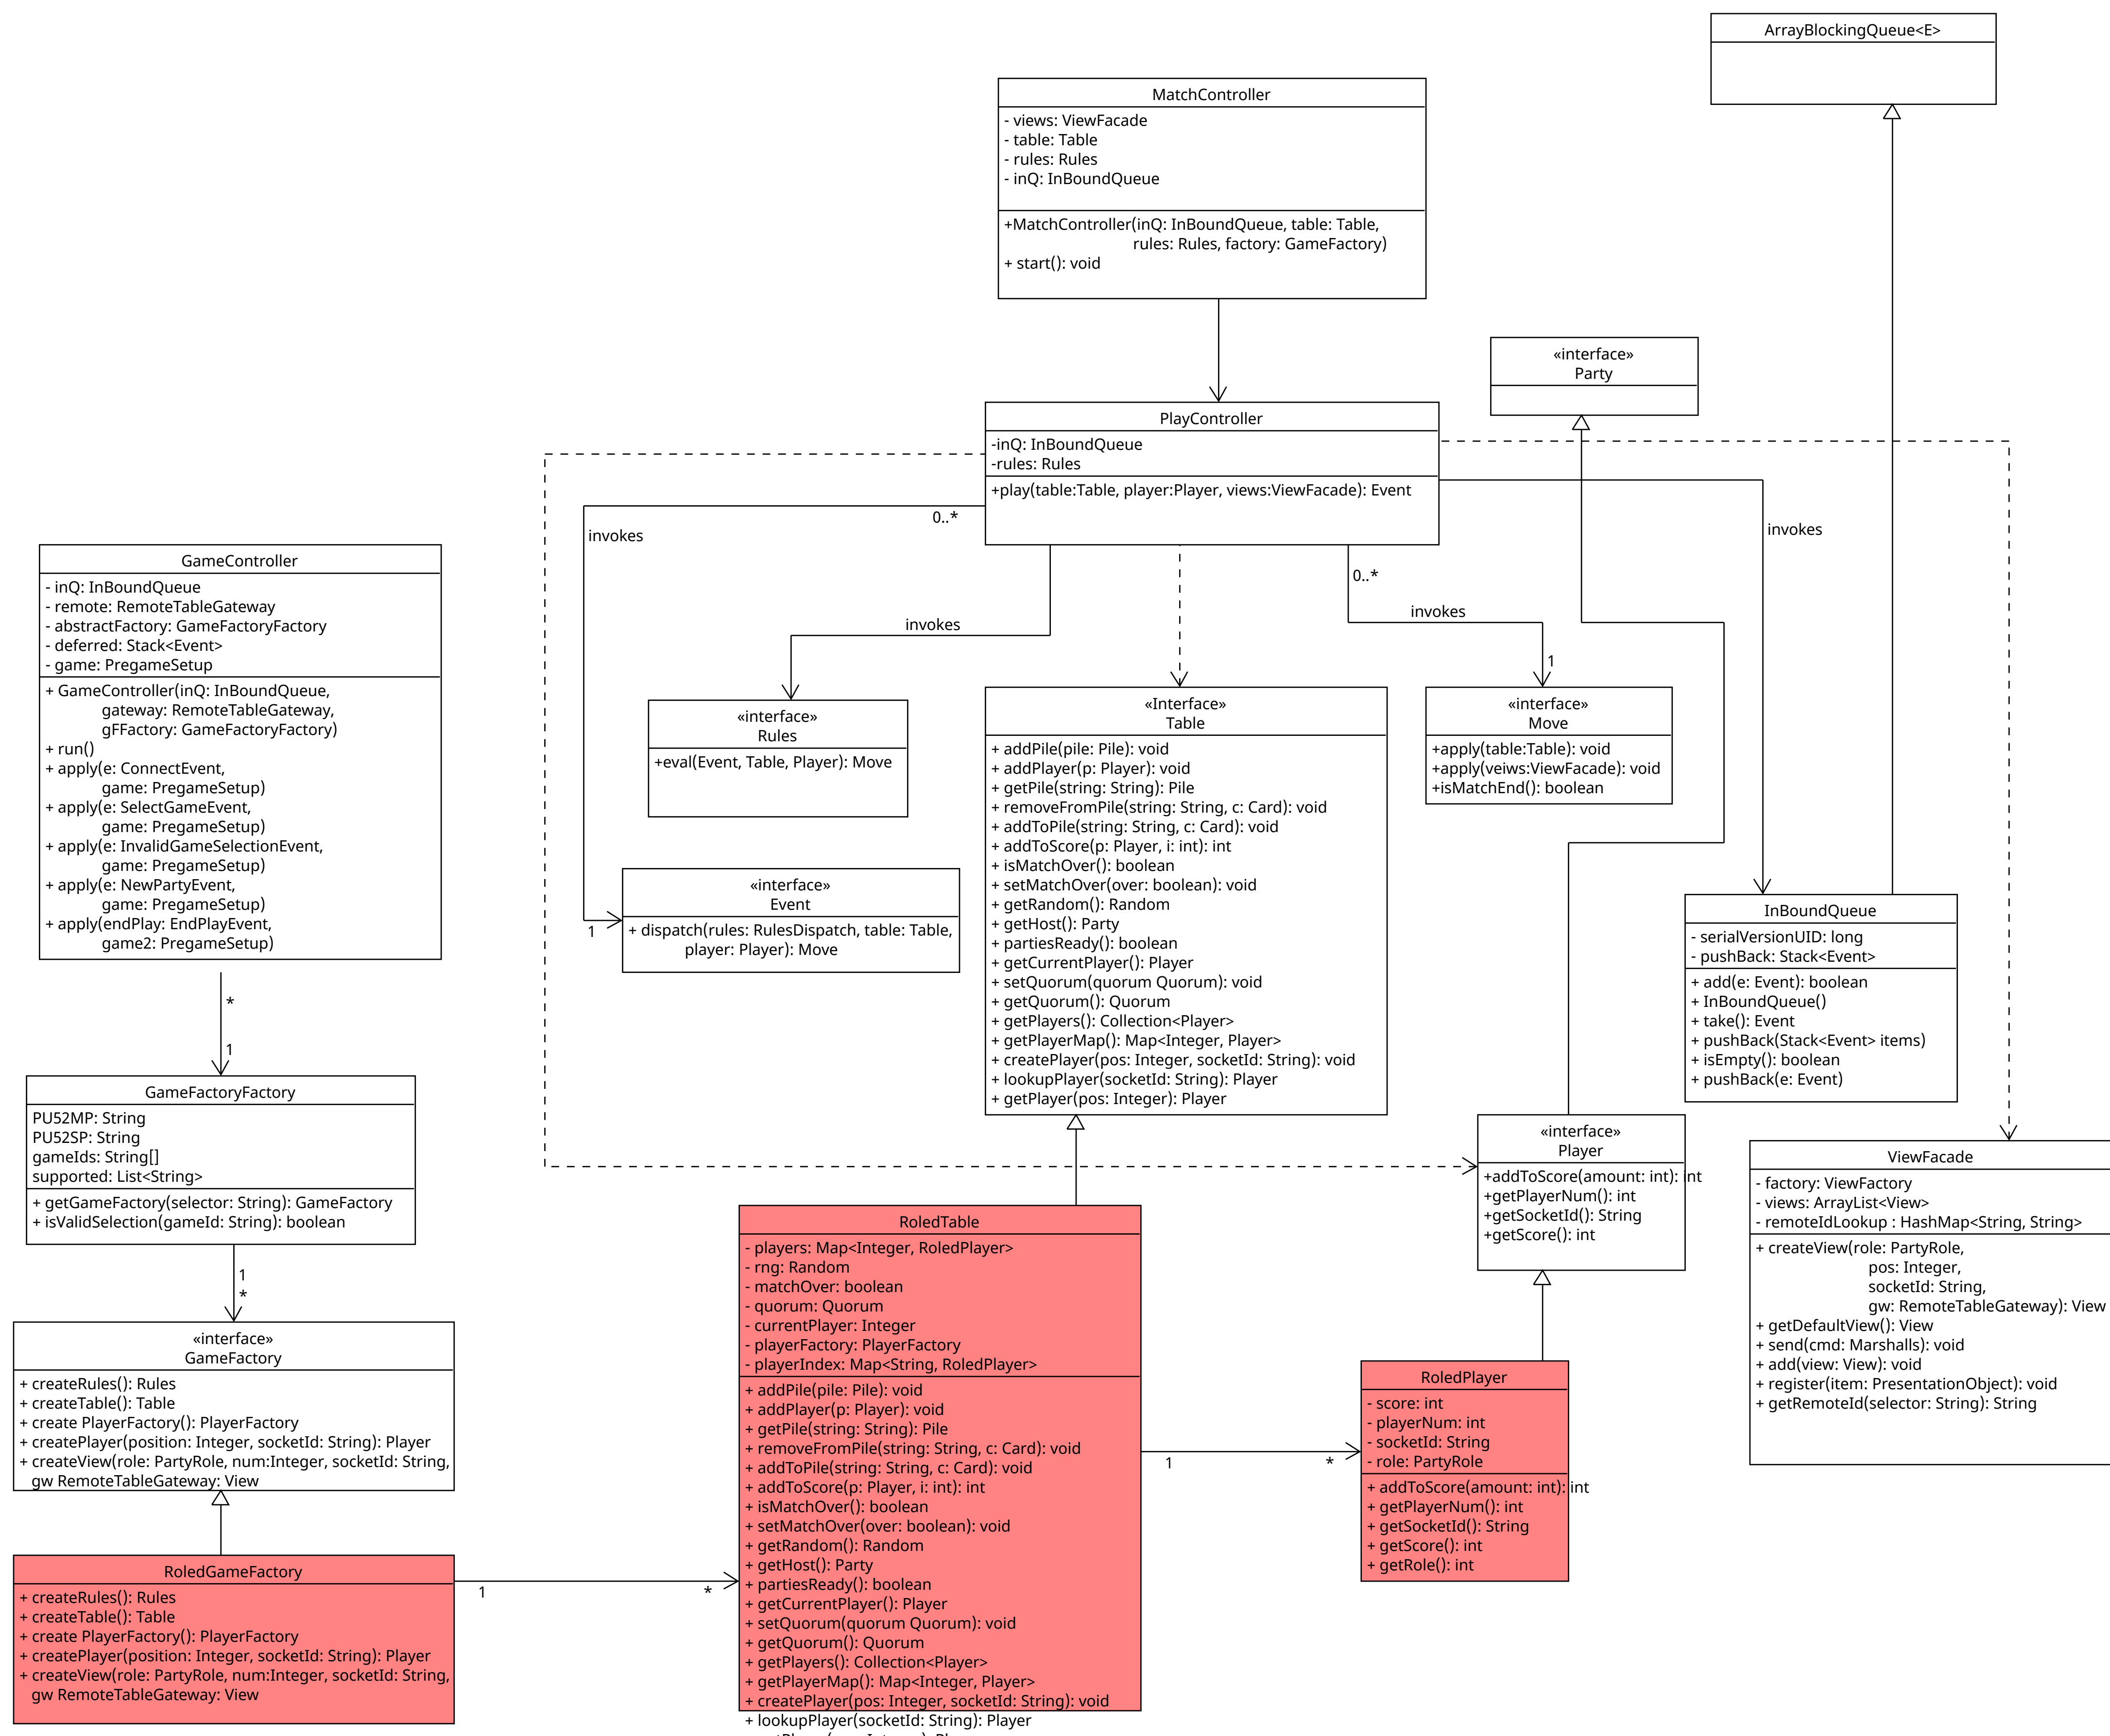 ArrayBlockingQueue<E>
MatchController
- views: ViewFacade
- table: Table
- rules: Rules
- inQ: InBoundQueue
+MatchController(inQ: InBoundQueue, table: Table,
rules: Rules, factory: GameFactory)
+ start(): void
«interface»
Party
PlayController
-inQ: InBoundQueue
-rules: Rules
+play(table:Table, player:Player, views:ViewFacade): Event
0..*
invokes
invokes
0..*
invokes
invokes
1
GameController
- inQ: InBoundQueue
- remote: RemoteTableGateway
- abstractFactory: GameFactoryFactory
- deferred: Stack<Event>
- game: PregameSetup
+ GameController(inQ: InBoundQueue,
gateway: RemoteTableGateway,
gFFactory: GameFactoryFactory)
+ run()
+ apply(e: ConnectEvent,
game: PregameSetup)
+ apply(e: SelectGameEvent,
game: PregameSetup)
+ apply(e: InvalidGameSelectionEvent,
game: PregameSetup)
+ apply(e: NewPartyEvent,
game: PregameSetup)
+ apply(endPlay: EndPlayEvent,
game2: PregameSetup)
*
1
«interface»
Rules
+eval(Event, Table, Player): Move
«interface»
Event
+ dispatch(rules: RulesDispatch, table: Table,
player: Player): Move
1
«Interface»
Table
+ addPile(pile: Pile): void
+ addPlayer(p: Player): void
+ getPile(string: String): Pile
+ removeFromPile(string: String, c: Card): void
+ addToPile(string: String, c: Card): void
+ addToScore(p: Player, i: int): int
+ isMatchOver(): boolean
+ setMatchOver(over: boolean): void
+ getRandom(): Random
+ getHost(): Party
+ partiesReady(): boolean
+ getCurrentPlayer(): Player
+ setQuorum(quorum Quorum): void
+ getQuorum(): Quorum
+ getPlayers(): Collection<Player>
+ getPlayerMap(): Map<Integer, Player>
+ createPlayer(pos: Integer, socketId: String): void
+ lookupPlayer(socketId: String): Player
+ getPlayer(pos: Integer): Player
«interface»
Move
+apply(table:Table): void
+apply(veiws:ViewFacade): void
+isMatchEnd(): boolean
InBoundQueue
- serialVersionUID: long
- pushBack: Stack<Event>
+ add(e: Event): boolean
+ InBoundQueue()
+ take(): Event
+ pushBack(Stack<Event> items)
+ isEmpty(): boolean
+ pushBack(e: Event)
GameFactoryFactory
PU52MP: String
PU52SP: String
gameIds: String[]
supported: List<String>
+ getGameFactory(selector: String): GameFactory
+ isValidSelection(gameId: String): boolean
1
*
«interface»
Player
+addToScore(amount: int): int
+getPlayerNum(): int
+getSocketId(): String
+getScore(): int
ViewFacade
- factory: ViewFactory
- views: ArrayList<View>
- remoteIdLookup : HashMap<String, String>
+ createView(role: PartyRole,
pos: Integer,
socketId: String,
gw: RemoteTableGateway): View
+ getDefaultView(): View
+ send(cmd: Marshalls): void
+ add(view: View): void
+ register(item: PresentationObject): void
+ getRemoteId(selector: String): String
«interface»
GameFactory
+ createRules(): Rules
+ createTable(): Table
+ create PlayerFactory(): PlayerFactory
+ createPlayer(position: Integer, socketId: String): Player
+ createView(role: PartyRole, num:Integer, socketId: String,
gw RemoteTableGateway: View
RoledGameFactory
+ createRules(): Rules
+ createTable(): Table
+ create PlayerFactory(): PlayerFactory
+ createPlayer(position: Integer, socketId: String): Player
+ createView(role: PartyRole, num:Integer, socketId: String,
gw RemoteTableGateway: View
1
*
RoledTable
- players: Map<Integer, RoledPlayer>
- rng: Random
- matchOver: boolean
- quorum: Quorum
- currentPlayer: Integer
- playerFactory: PlayerFactory
- playerIndex: Map<String, RoledPlayer>
+ addPile(pile: Pile): void
+ addPlayer(p: Player): void
+ getPile(string: String): Pile
+ removeFromPile(string: String, c: Card): void
+ addToPile(string: String, c: Card): void
+ addToScore(p: Player, i: int): int
+ isMatchOver(): boolean
+ setMatchOver(over: boolean): void
+ getRandom(): Random
+ getHost(): Party
+ partiesReady(): boolean
+ getCurrentPlayer(): Player
+ setQuorum(quorum Quorum): void
+ getQuorum(): Quorum
+ getPlayers(): Collection<Player>
+ getPlayerMap(): Map<Integer, Player>
+ createPlayer(pos: Integer, socketId: String): void
+ lookupPlayer(socketId: String): Player
1
*
RoledPlayer
- score: int
- playerNum: int
- socketId: String
- role: PartyRole
+ addToScore(amount: int): int
+ getPlayerNum(): int
+ getSocketId(): String
+ getScore(): int
+ getRole(): int